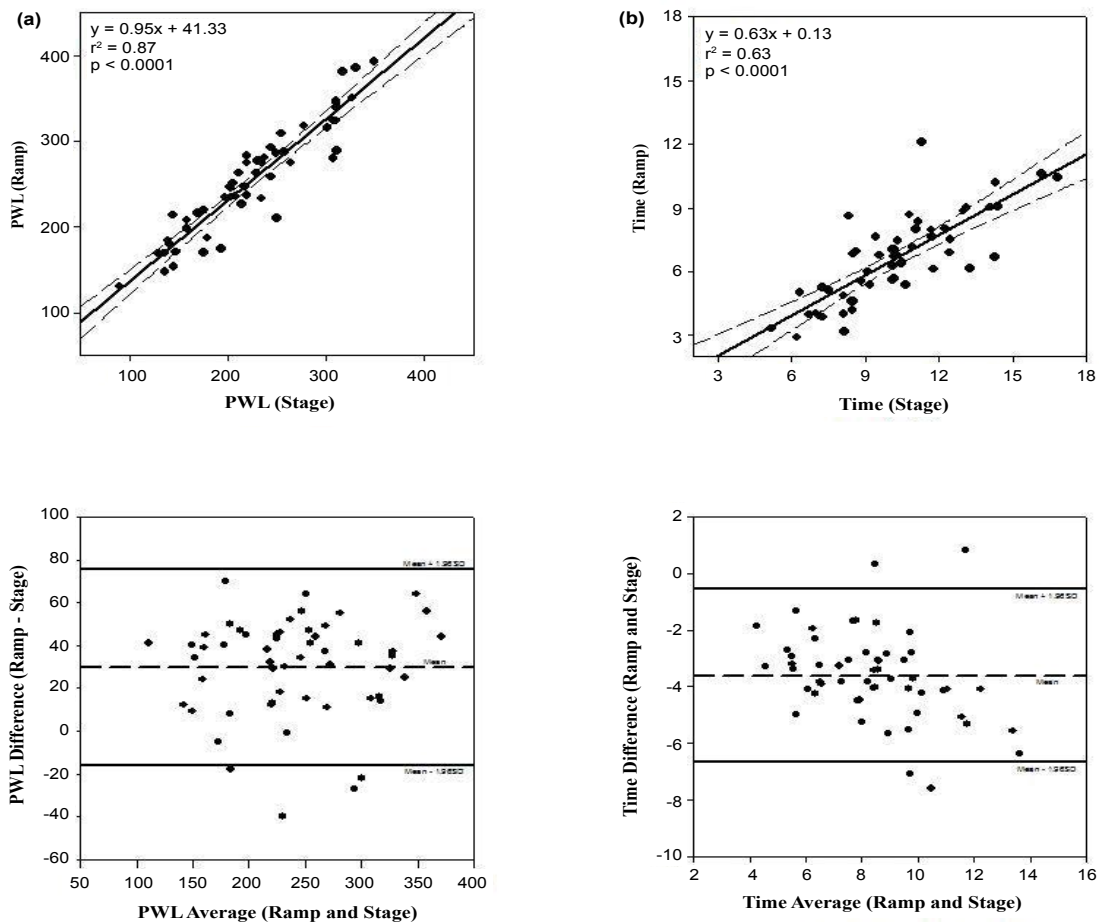 (a)
y = 0.95x + 41.33
r² = 0.87
p < 0.0001
400
300
200
100
PWL (Ramp)
100 200 300 400
PWL (Stage)
(b)
y = 0.63x + 0.13
r² = 0.63
p < 0.0001
18
15
12
9
6
3
Time (Ramp)
3 6 9 12 15 18
Time (Stage)
100
80
60
40
20
0
-20
-40
-60
PWL Difference (Ramp - Stage)
Mean + 1.96SD
Mean
Mean - 1.96SD
50 100 150 200 250 300 350 400
PWL Average (Ramp and Stage)
2
0
-2
-4
-6
-8
-10
Time Difference (Ramp and Stage)
Mean + 1.96SD
Mean
Mean - 1.96SD
2 4 6 8 10 12 14 16
Time Average (Ramp and Stage)